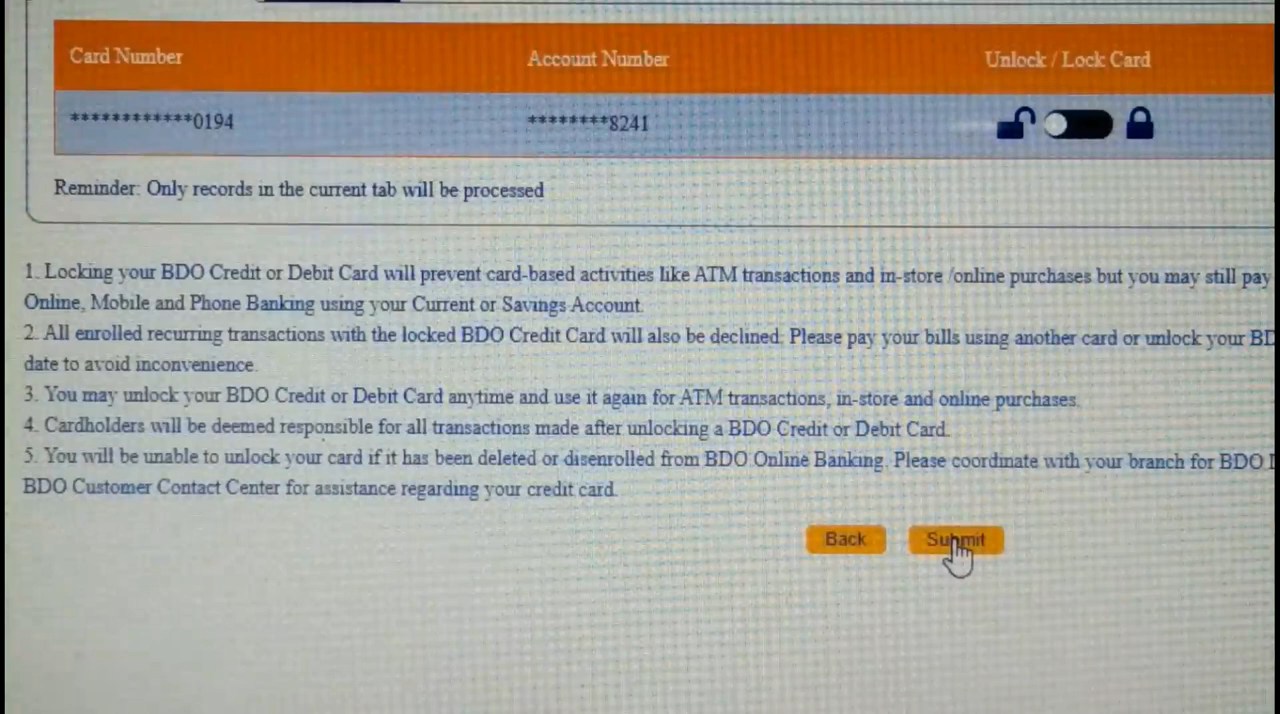 Card Number Account Number Unlock / Lock Card
************0194 ********8241
Reminder: Only records in the current tab will be processed
1. Locking your BDO Credit or Debit Card will prevent card-based activities like ATM transactions and in-store /online purchases but you may still pay
Online, Mobile and Phone Banking using your Current or Savings Account.
2. All enrolled recurring transactions with the locked BDO Credit Card will also be declined. Please pay your bills using another card or unlock your
date to avoid inconvenience.
3. You may unlock your BDO Credit or Debit Card anytime and use it again for ATM transactions, in-store and online purchases.
4. Cardholders will be deemed responsible for all transactions made after unlocking a BDO Credit or Debit Card.
5. You will be unable to unlock your card if it has been deleted or disenrolled from BDO Online Banking. Please coordinate with your branch for BDO
BDO Customer Contact Center for assistance regarding your credit card.
Back Submit